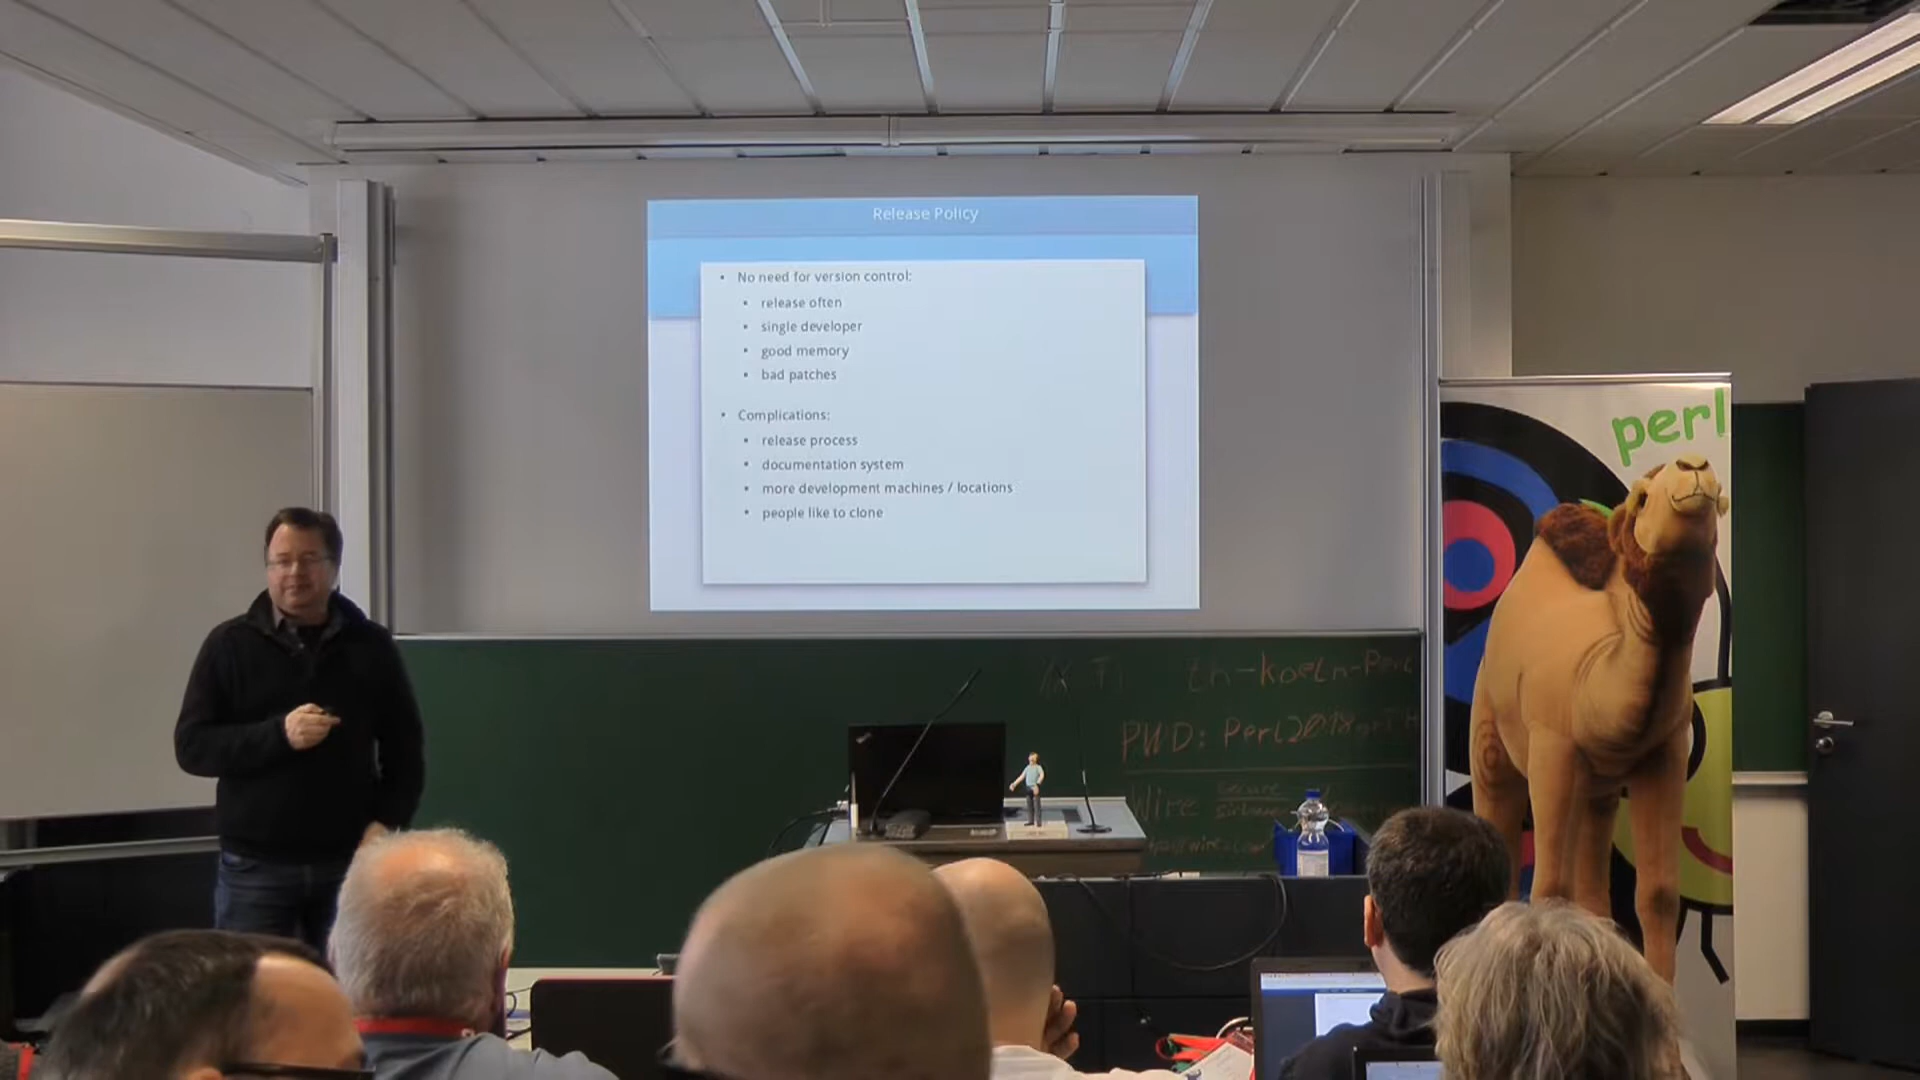 Release Policy
• No need for version control:
• release often
• single developer
• good memory
• bad patches
• Complications:
• release process
• documentation system
• more development machines / locations
• people like to clone
perl
th-koeln-Perl
PWD: Perl2018
Wire